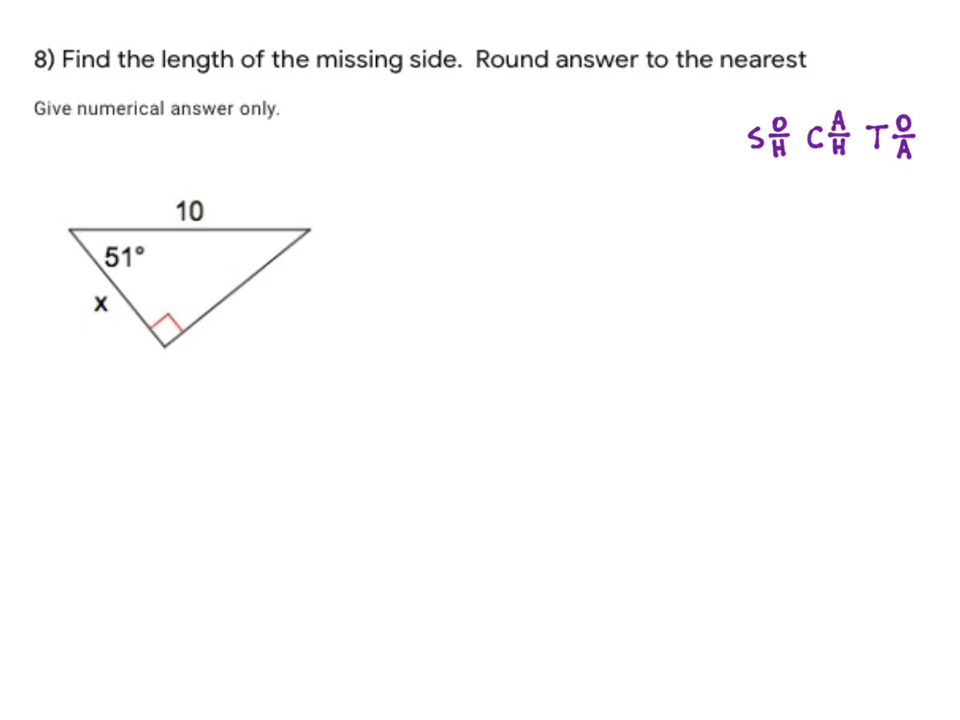 8) Find the length of the missing side. Round answer to the nearest
Give numerical answer only.
S O/H C A/H T O/A
10
51°
x